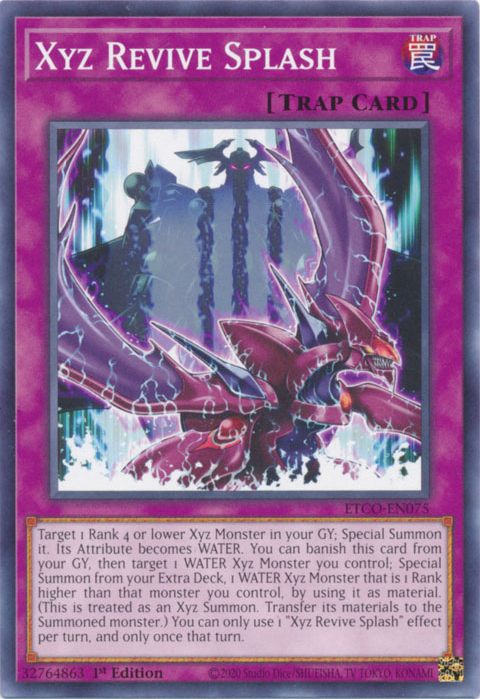 XYZ REVIVE SPLASH
TRAP
罠
[TRAP CARD]
ETCO-EN075
Target 1 Rank 4 or lower Xyz Monster in your GY; Special Summon
it. Its Attribute becomes WATER. You can banish this card from
your GY, then target 1 WATER Xyz Monster you control; Special
Summon from your Extra Deck, 1 WATER Xyz Monster that is 1 Rank
higher than that monster you control, by using it as material.
(This is treated as an Xyz Summon. Transfer its materials to the
Summoned monster.) You can only use 1 "Xyz Revive Splash" effect
per turn, and only once that turn.
32764863 1st Edition ©2020 Studio Dice/SHUEISHA, TV TOKYO, KONAMI